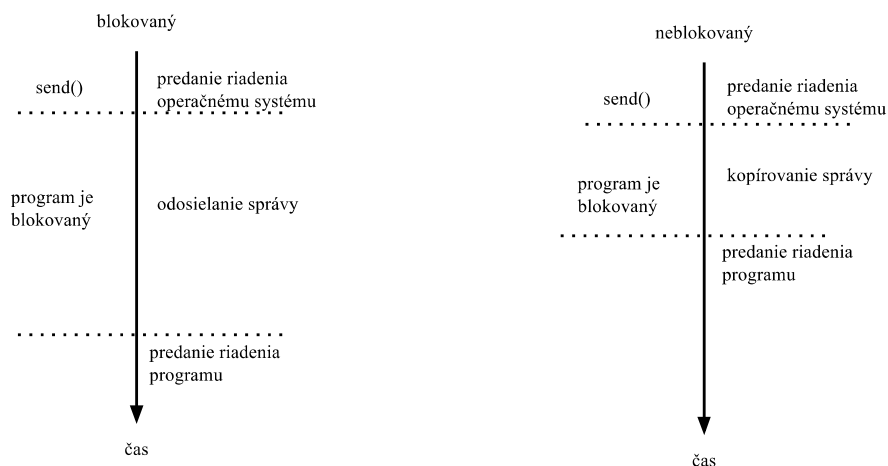 blokovaný
send()
predanie riadenia
operačnému systému
program je
blokovaný
odosielanie správy
predanie riadenia
programu
čas
neblokovaný
send()
predanie riadenia
operačnému systému
program je
blokovaný
kopírovanie správy
predanie riadenia
programu
čas